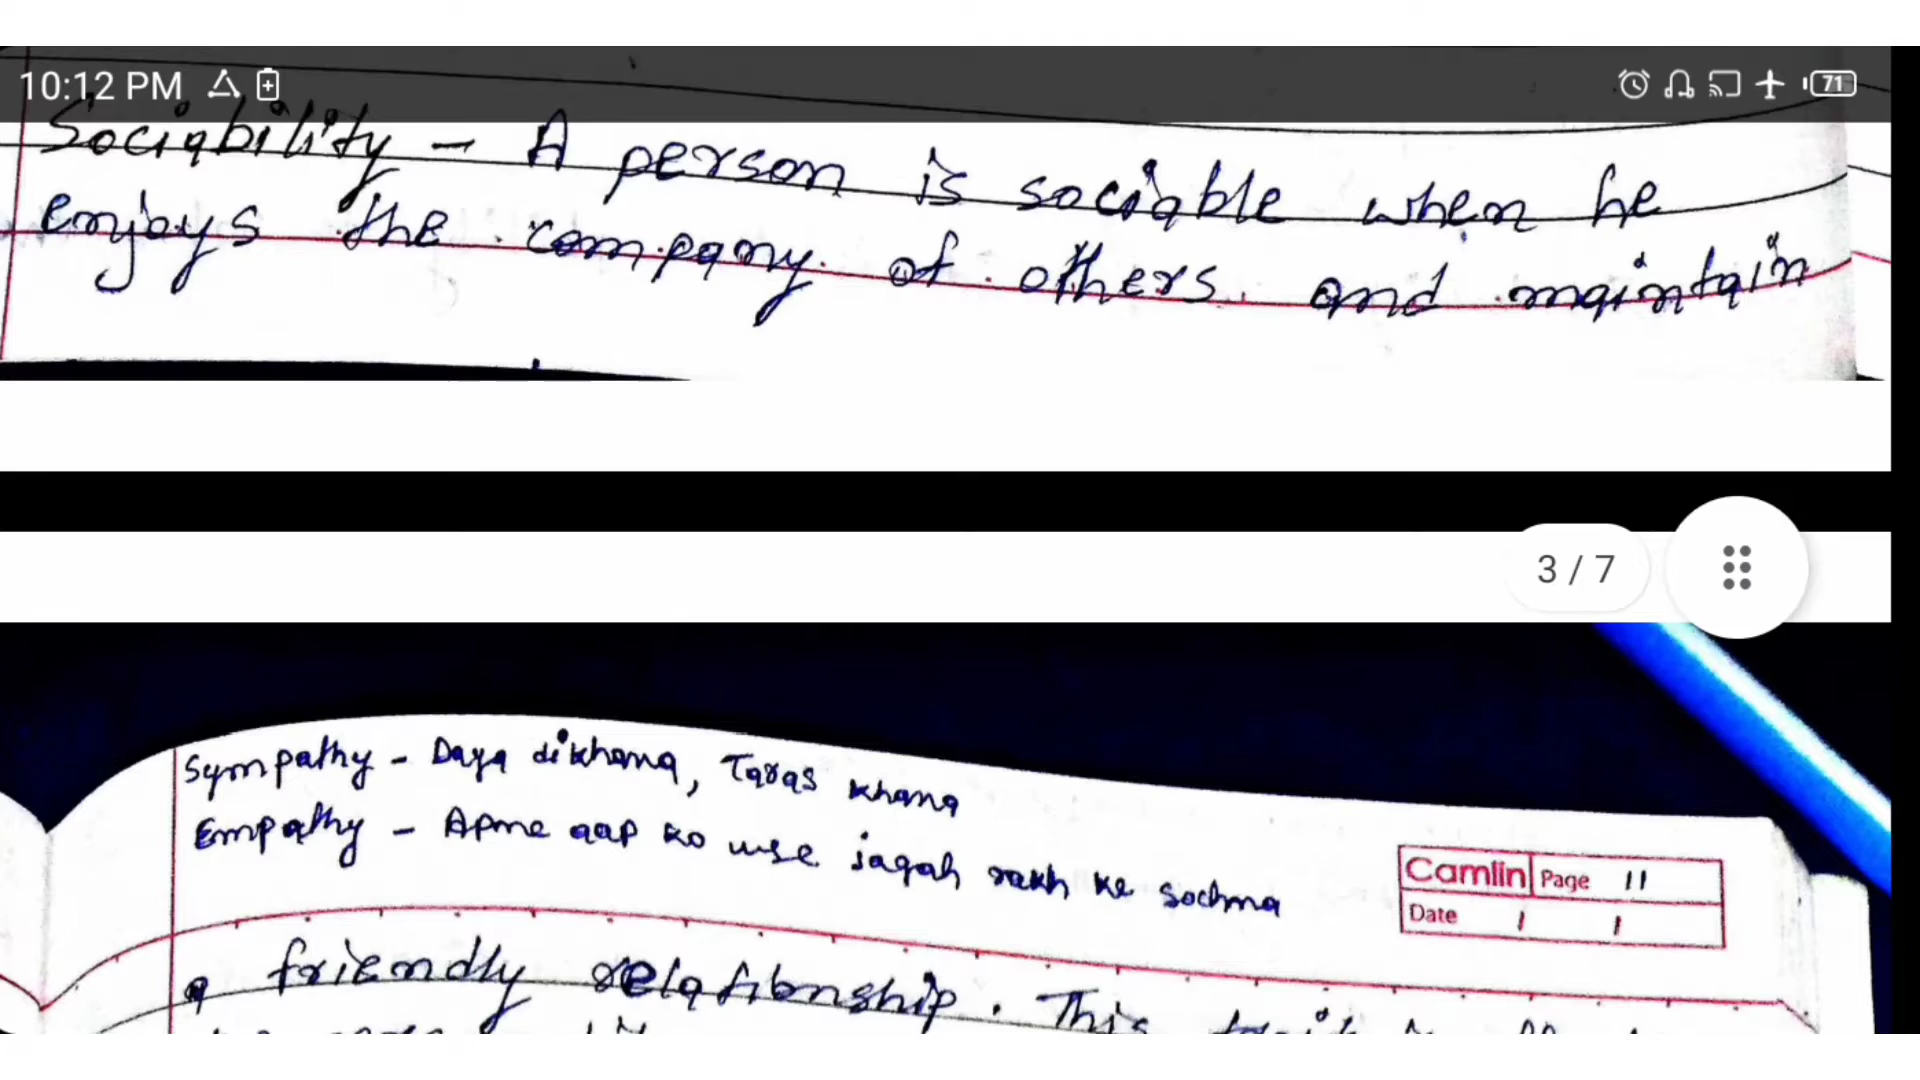 10:12 PM
71
Sociability - A person is sociable when he
enjoys the company of others and maintain
3 / 7
Sympathy - Daya dikhana, Taras khana
Empathy - Apne aap ko use jagah rakh ke sochna
Camlin Page 11
Date / /
a friendly relationship. This